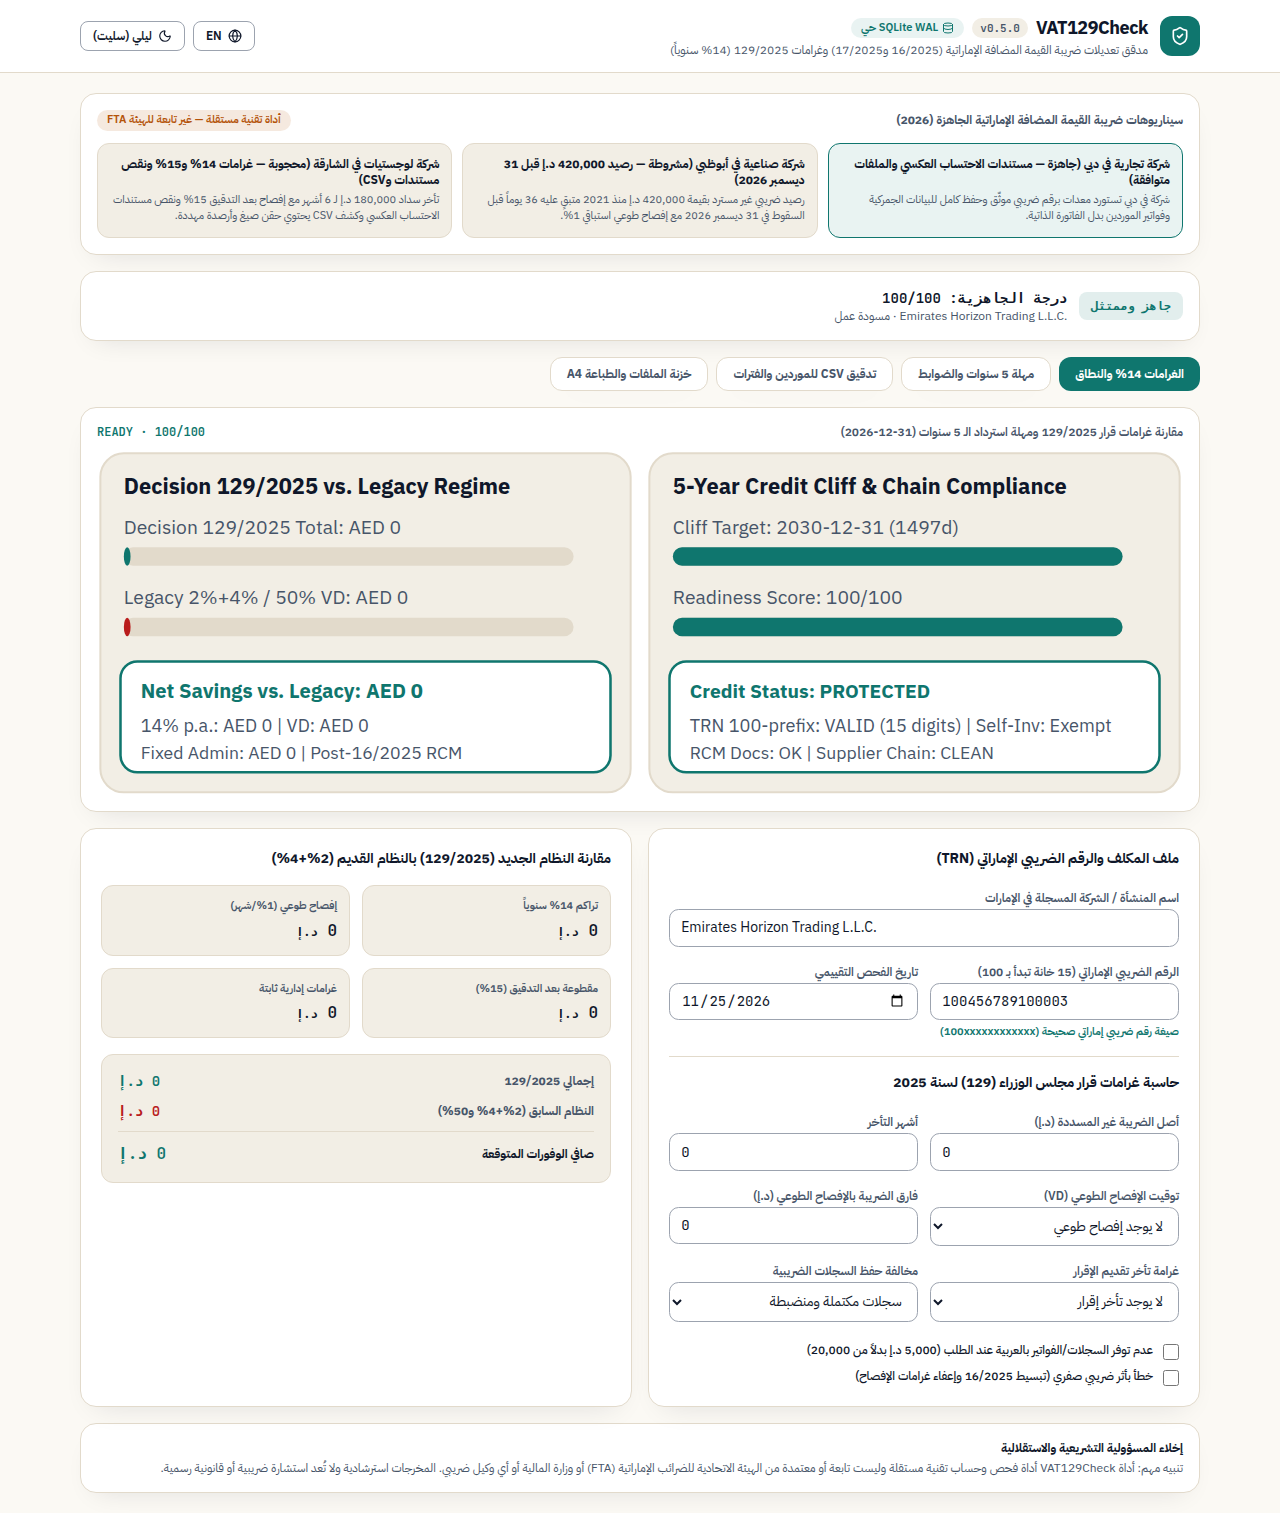 VAT129Check v0.5.0 SQLite WAL حي
مدقق تعديلات ضريبة القيمة المضافة الإماراتية (16/2025 و17/2025) وغرامات 129/2025 (14% سنوياً)
EN
ليلي (سليت)
سيناريوهات ضريبة القيمة المضافة الإماراتية الجاهزة (2026)
أداة تقنية مستقلة — غير تابعة للهيئة FTA
شركة تجارية في دبي (جاهزة — مستندات الاحتساب العكسي والملفات متوافقة)
شركة في دبي تستورد معدات برقم ضريبي موثّق وحفظ كامل للبيانات الجمركية وفواتير الموردين بدل الفاتورة الذاتية.
شركة صناعية في أبوظبي (مشروطة — رصيد 420,000 د.إ قبل 31 ديسمبر 2026)
رصيد ضريبي غير مسترد بقيمة 420,000 د.إ منذ 2021 متبقٍ عليه 36 يوماً قبل السقوط في 31 ديسمبر 2026 مع إفصاح طوعي استباقي 1%.
شركة لوجستيات في الشارقة (محجوبة — غرامات 14% و15% ونقص مستندات وCSV)
تأخر سداد 180,000 د.إ لـ 6 أشهر مع إفصاح بعد التدقيق 15% ونقص مستندات الاحتساب العكسي وكشف CSV يحتوي حقن صيغ وأرصدة مهددة.
جاهز وممتثل
درجة الجاهزية: 100/100
Emirates Horizon Trading L.L.C. · مسودة عمل
الغرامات 14% والنطاق
مهلة 5 سنوات والضوابط
تدقيق CSV للموردين والفترات
خزنة الملفات والطباعة A4
مقارنة غرامات قرار 129/2025 ومهلة استرداد الـ 5 سنوات (31-12-2026)
READY · 100/100
Decision 129/2025 vs. Legacy Regime
Decision 129/2025 Total: AED 0
Legacy 2%+4% / 50% VD: AED 0
Net Savings vs. Legacy: AED 0
14% p.a.: AED 0 | VD: AED 0
Fixed Admin: AED 0 | Post-16/2025 RCM
5-Year Credit Cliff & Chain Compliance
Cliff Target: 2030-12-31 (1497d)
Readiness Score: 100/100
Credit Status: PROTECTED
TRN 100-prefix: VALID (15 digits) | Self-Inv: Exempt
RCM Docs: OK | Supplier Chain: CLEAN
ملف المكلف والرقم الضريبي الإماراتي (TRN)
اسم المنشأة / الشركة المسجلة في الإمارات
Emirates Horizon Trading L.L.C.
الرقم الضريبي الإماراتي (15 خانة تبدأ بـ 100)
100456789100003
صيغة رقم ضريبي إماراتي صحيحة (100xxxxxxxxxxxx)
تاريخ الفحص التقييمي
11/25/2026
حاسبة غرامات قرار مجلس الوزراء (129) لسنة 2025
أصل الضريبة غير المسددة (د.إ)
0
أشهر التأخر
0
توقيت الإفصاح الطوعي (VD)
لا يوجد إفصاح طوعي
فارق الضريبة بالإفصاح الطوعي (د.إ)
0
غرامة تأخر تقديم الإقرار
لا يوجد تأخر إقرار
مخالفة حفظ السجلات الضريبية
سجلات مكتملة ومنضبطة
عدم توفر السجلات/الفواتير بالعربية عند الطلب (5,000 د.إ بدلاً من 20,000)
خطأ بأثر ضريبي صفري (تبسيط 16/2025 وإعفاء غرامات الإفصاح)
مقارنة النظام الجديد (129/2025) بالنظام القديم (2%+4%)
تراكم 14% سنوياً
0 د.إ
إفصاح طوعي (1%/شهر)
0 د.إ
مقطوعة بعد التدقيق (15%)
0 د.إ
غرامات إدارية ثابتة
0 د.إ
إجمالي 129/2025
0 د.إ
النظام السابق (2%+4% و50%)
0 د.إ
صافي الوفورات المتوقعة
0 د.إ
إخلاء المسؤولية التشريعية والاستقلالية
تنبيه مهم: أداة VAT129Check أداة فحص وحساب تقنية مستقلة وليست تابعة أو معتمدة من الهيئة الاتحادية للضرائب الإماراتية (FTA) أو وزارة المالية أو أي وكيل ضريبي. المخرجات استرشادية ولا تُعد استشارة ضريبية أو قانونية رسمية.